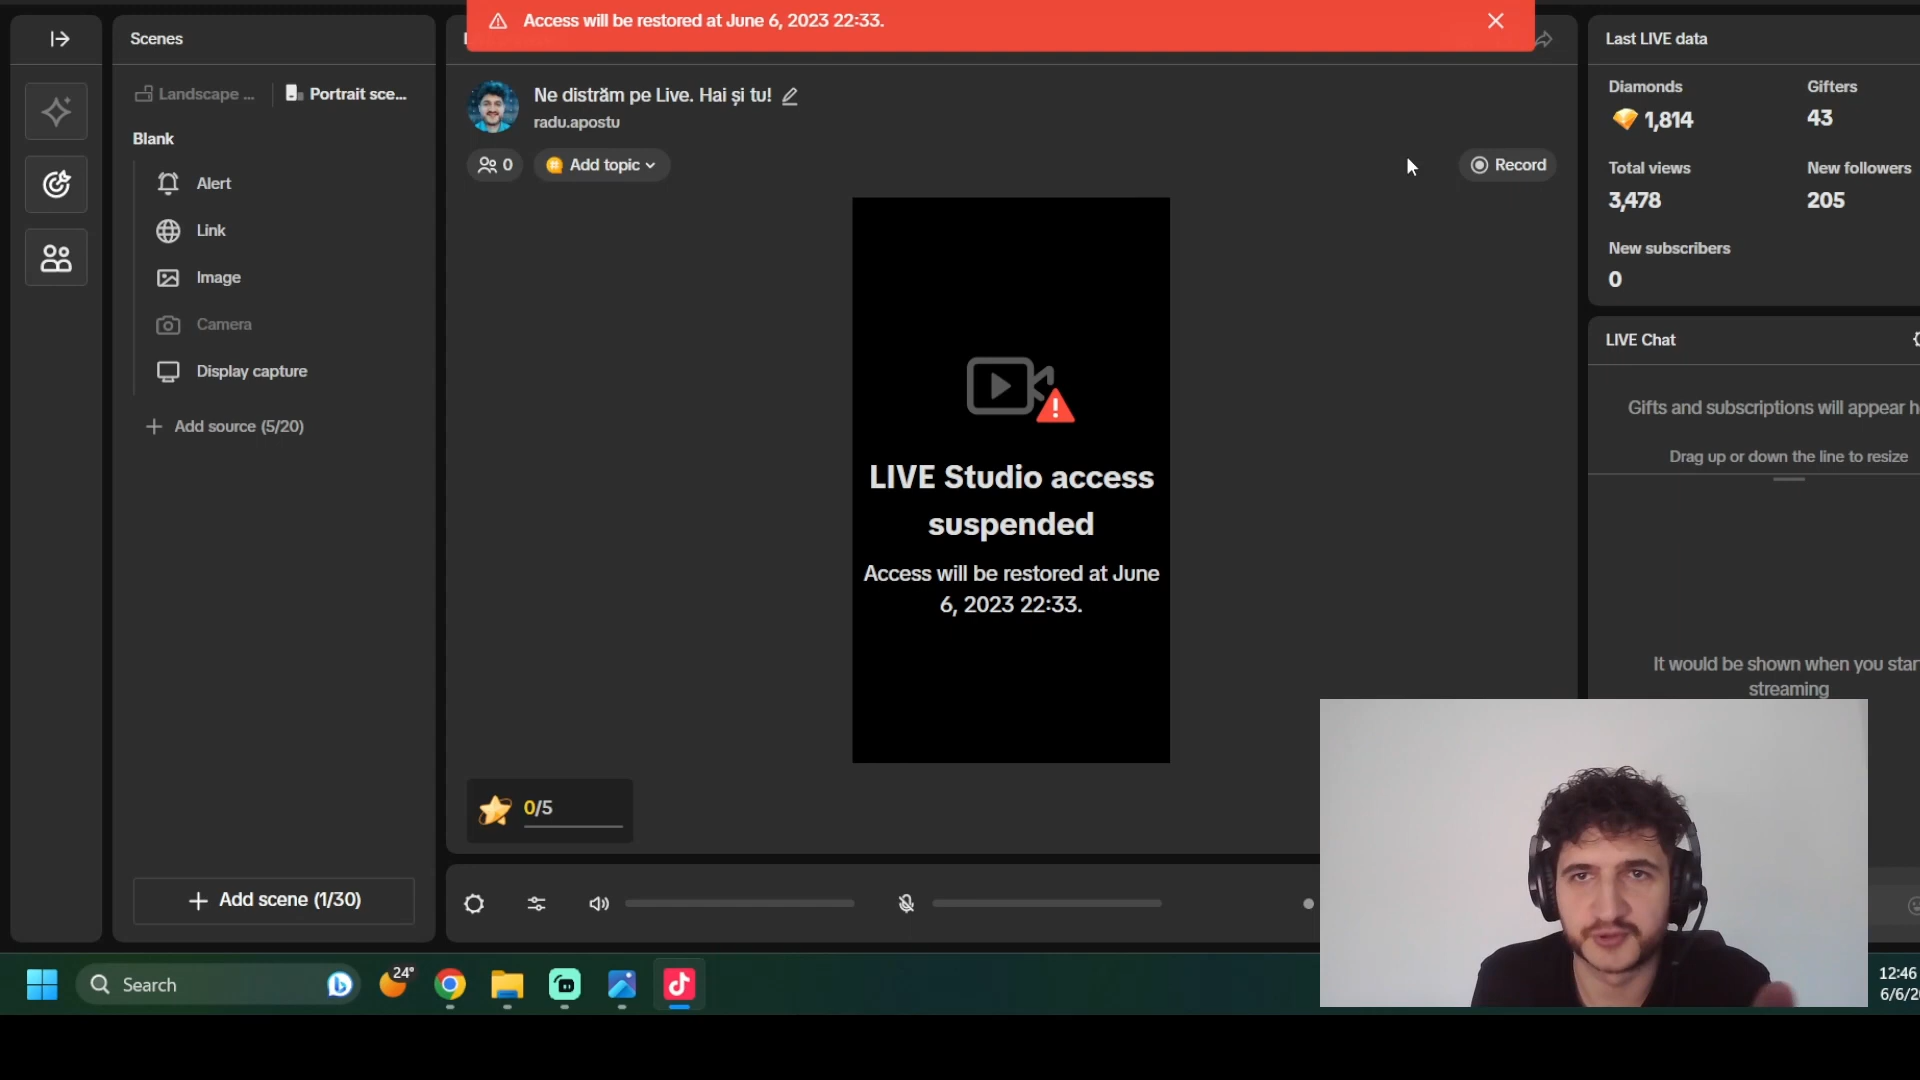 Access will be restored at June 6, 2023 22:33.
Scenes
Landscape ...
Portrait sce...
Blank
Alert
Link
Image
Camera
Display capture
Add source (5/20)
Add scene (1/30)
Ne distrăm pe Live. Hai și tu!
radu.apostu
0
Add topic
Record
LIVE Studio access
suspended
Access will be restored at June
6, 2023 22:33.
0/5
Last LIVE data
Diamonds
Gifters
1,814
43
Total views
New followers
3,478
205
New subscribers
0
LIVE Chat
Gifts and subscriptions will appear
Drag up or down the line to resize
It would be shown when you
streaming
Search
24°
12:46
6/6/